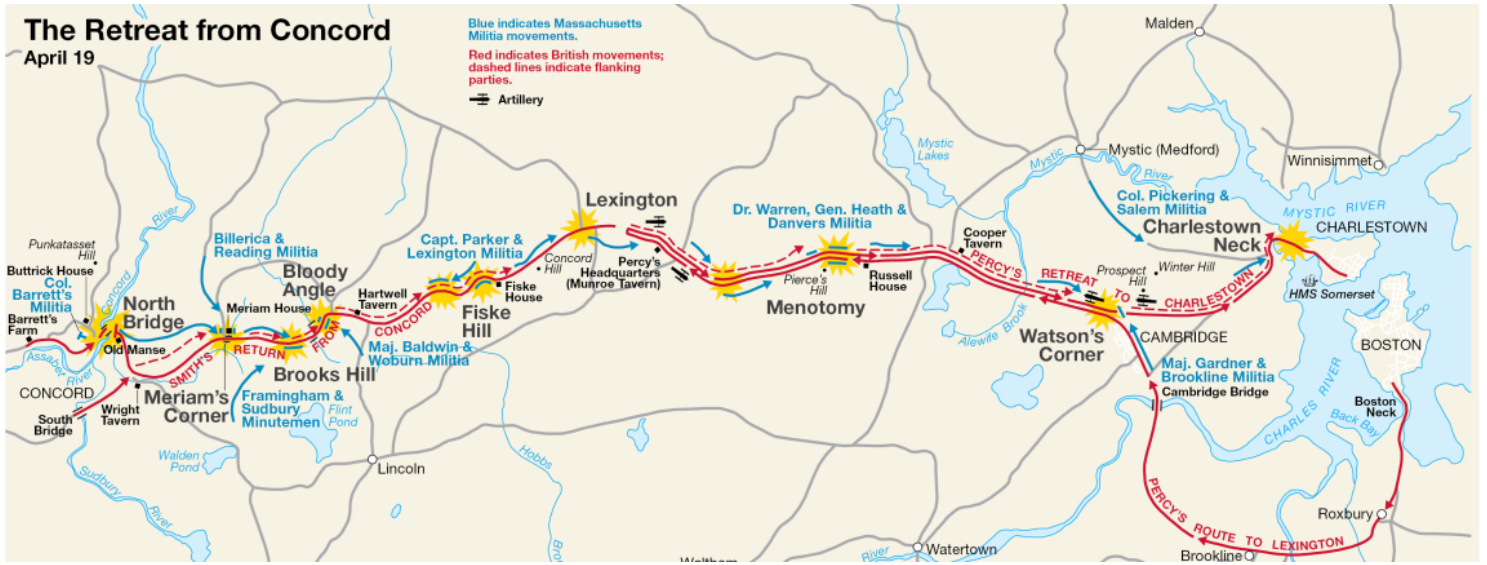 The Retreat from Concord
April 19
Blue indicates Massachusetts
Militia movements.
Red indicates British movements;
dashed lines indicate flanking
parties.
Artillery
Malden
Mystic
Lakes
Mystic
River
Mystic (Medford)
Winnisimmet
Col. Pickering &
Salem Militia
MYSTIC RIVER
CHARLESTOWN
Charlestown
Neck
Lexington
Dr. Warren, Gen. Heath &
Danvers Militia
Cooper
Tavern
River
Concord
Punkatasset
Hill
Buttrick House
Col.
Barrett's
Militia
Barrett's
Farm
North
Bridge
Old Manse
Assabet
River
CONCORD
South
Bridge
Wright
Tavern
Billerica &
Reading Militia
Bloody
Angle
Meriam House
Hartwell
Tavern
Capt. Parker &
Lexington Militia
Concord
Hill
Fiske
House
Fiske
Hill
Percy's
Headquarters
(Munroe Tavern)
Pierce's
Hill
Russell
House
Menotomy
PERCY'S RETREAT TO CHARLESTOWN
Prospect
Hill
Winter Hill
HMS Somerset
SMITH'S RETURN FROM CONCORD
Meriam's
Corner
Brooks Hill
Maj. Baldwin &
Woburn Militia
Framingham &
Sudbury
Minutemen
Flint
Pond
Walden
Pond
Lincoln
Sudbury
River
Hobbs
Alewife Brook
Watson's
Corner
CAMBRIDGE
Maj. Gardner &
Brookline Militia
Cambridge Bridge
BOSTON
Boston
Neck
CHARLES RIVER
Back Bay
PERCY'S ROUTE TO LEXINGTON
Roxbury
Brookline
River
Watertown
Waltham